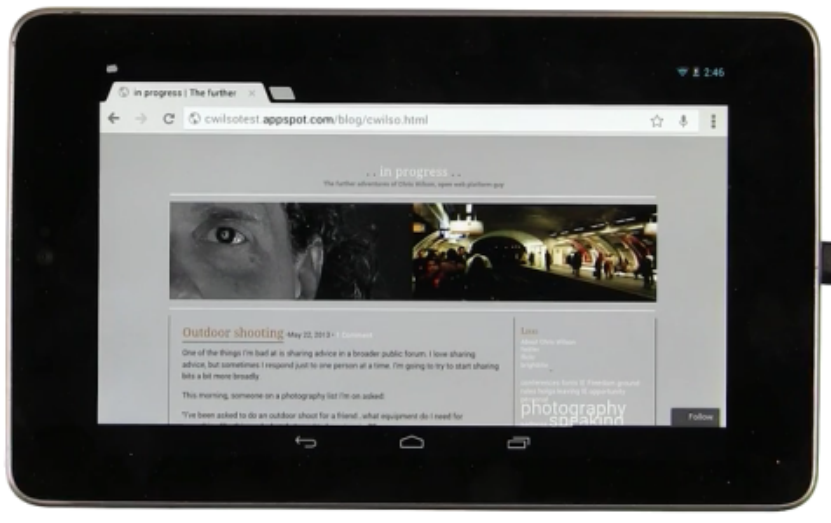 2:46
in progress | The further
cwilsotest.appspot.com/blog/cwilso.html
. . in progress . .
The further adventures of Chris Wilson, open web platform guy
Outdoor shooting -May 22, 2013 •
One of the things I'm bad at is sharing advice in a broader public forum. I love sharing
advice, but sometimes I respond just to one person at a time. I'm going to try to start sharing
bits a bit more broadly.
This morning, someone on a photography list I'm on asked:
"I've been asked to do an outdoor shoot for a friend...what equipment do I need for
About Chris Wilson
photography
speaking
Follow